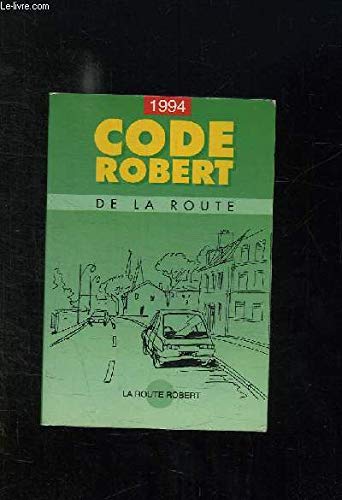 Le-livre.com
1994
CODE
ROBERT
DE LA ROUTE
LA ROUTE ROBERT